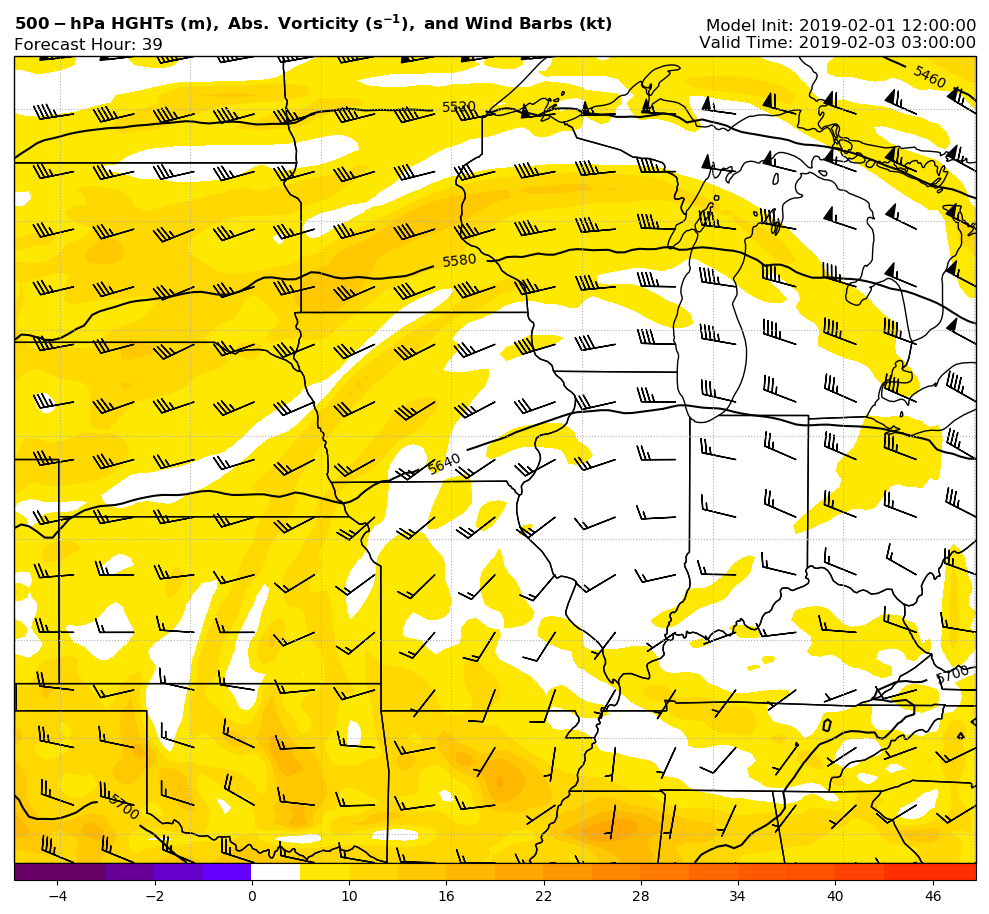 500−hPa HGHTs (m), Abs. Vorticity (s⁻¹), and Wind Barbs (kt)
Model Init: 2019-02-01 12:00:00
Forecast Hour: 39
Valid Time: 2019-02-03 03:00:00
5460
5520
5580
5640
5700
5700
−4 −2 0 10 16 22 28 34 40 46